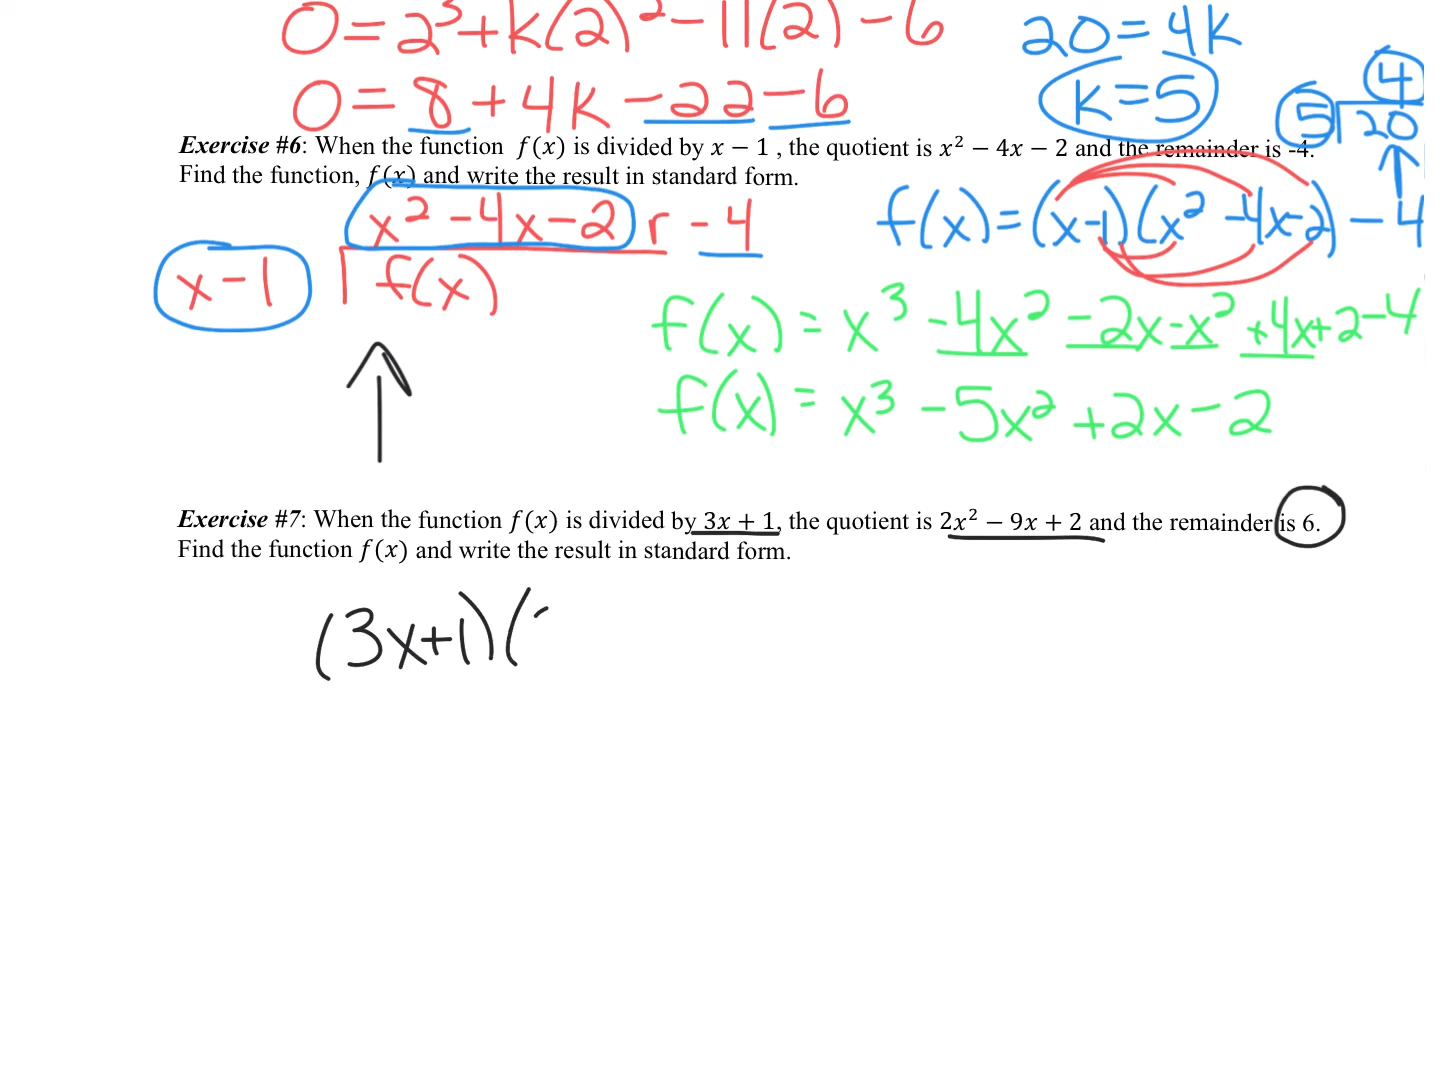 0 = 2³ + k(2)² - 11(2) - 6
20 = 4k
0 = 8 + 4k - 22 - 6
k = 5
4
5
20
Exercise #6: When the function f(x) is divided by x − 1 , the quotient is x² − 4x − 2 and the remainder is -4.
Find the function, f(x) and write the result in standard form.
x² - 4x - 2 r - 4
x - 1
f(x)
f(x) = (x-1)(x² - 4x - 2) - 4
f(x) = x³ - 4x² - 2x - x² + 4x + 2 - 4
f(x) = x³ - 5x² + 2x - 2
Exercise #7: When the function f(x) is divided by 3x + 1, the quotient is 2x² − 9x + 2 and the remainder is 6.
Find the function f(x) and write the result in standard form.
(3x+1)(